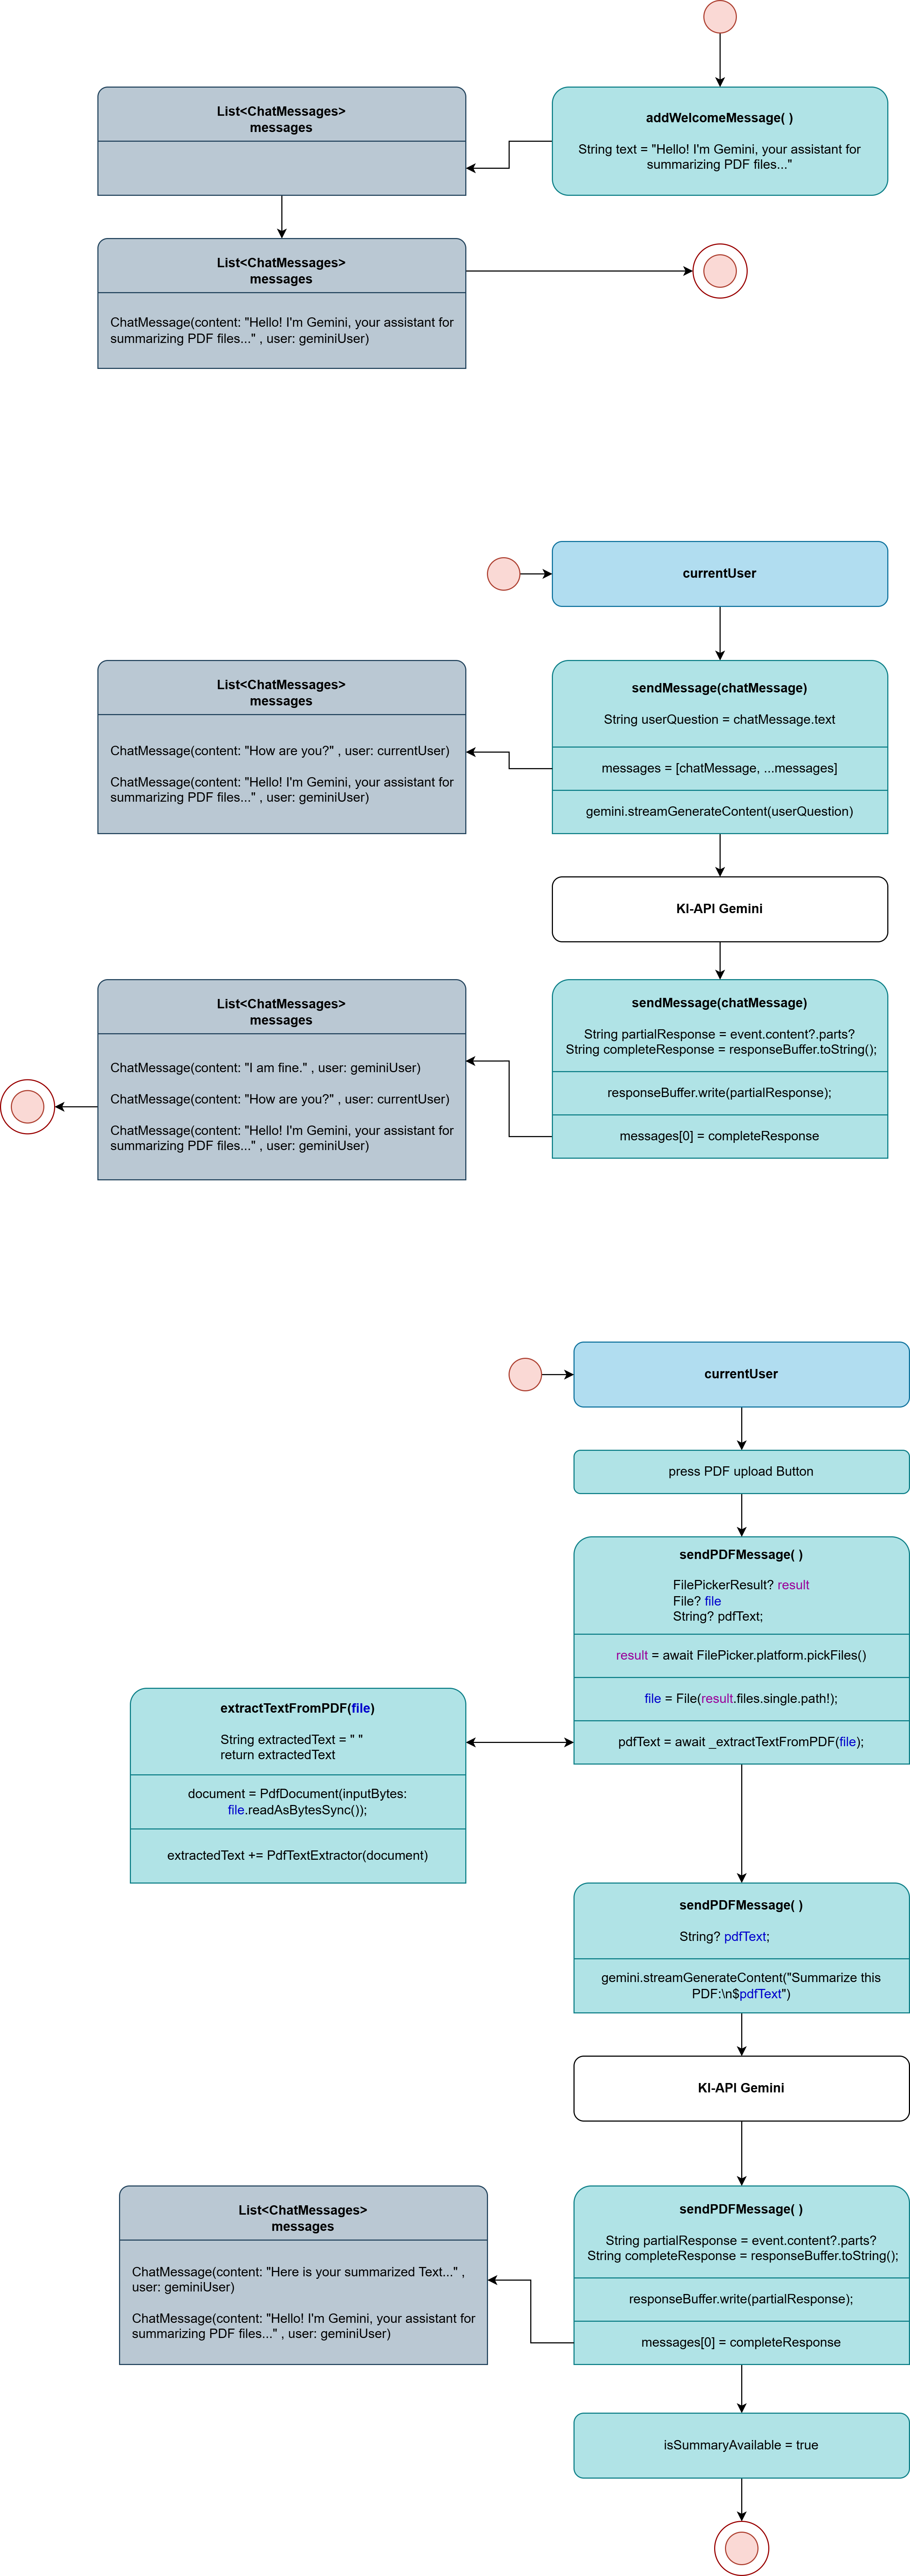 addWelcomeMessage( )
String text = "Hello! I'm Gemini, your assistant for
summarizing PDF files..."
List<ChatMessages>
messages
List<ChatMessages>
messages
ChatMessage(content: "Hello! I'm Gemini, your assistant for
summarizing PDF files..." , user: geminiUser)
currentUser
sendMessage(chatMessage)
String userQuestion = chatMessage.text
messages = [chatMessage, ...messages]
gemini.streamGenerateContent(userQuestion)
List<ChatMessages>
messages
ChatMessage(content: "How are you?" , user: currentUser)
ChatMessage(content: "Hello! I'm Gemini, your assistant for
summarizing PDF files..." , user: geminiUser)
KI-API Gemini
sendMessage(chatMessage)
String partialResponse = event.content?.parts?
String completeResponse = responseBuffer.toString();
responseBuffer.write(partialResponse);
messages[0] = completeResponse
List<ChatMessages>
messages
ChatMessage(content: "I am fine." , user: geminiUser)
ChatMessage(content: "How are you?" , user: currentUser)
ChatMessage(content: "Hello! I'm Gemini, your assistant for
summarizing PDF files..." , user: geminiUser)
currentUser
press PDF upload Button
sendPDFMessage( )
FilePickerResult? result
File? file
String? pdfText;
result = await FilePicker.platform.pickFiles()
file = File(result.files.single.path!);
pdfText = await _extractTextFromPDF(file);
extractTextFromPDF(file)
String extractedText = " "
return extractedText
document = PdfDocument(inputBytes:
file.readAsBytesSync());
extractedText += PdfTextExtractor(document)
sendPDFMessage( )
String? pdfText;
gemini.streamGenerateContent("Summarize this
PDF:\n$pdfText")
KI-API Gemini
sendPDFMessage( )
String partialResponse = event.content?.parts?
String completeResponse = responseBuffer.toString();
responseBuffer.write(partialResponse);
messages[0] = completeResponse
List<ChatMessages>
messages
ChatMessage(content: "Here is your summarized Text..." ,
user: geminiUser)
ChatMessage(content: "Hello! I'm Gemini, your assistant for
summarizing PDF files..." , user: geminiUser)
isSummaryAvailable = true